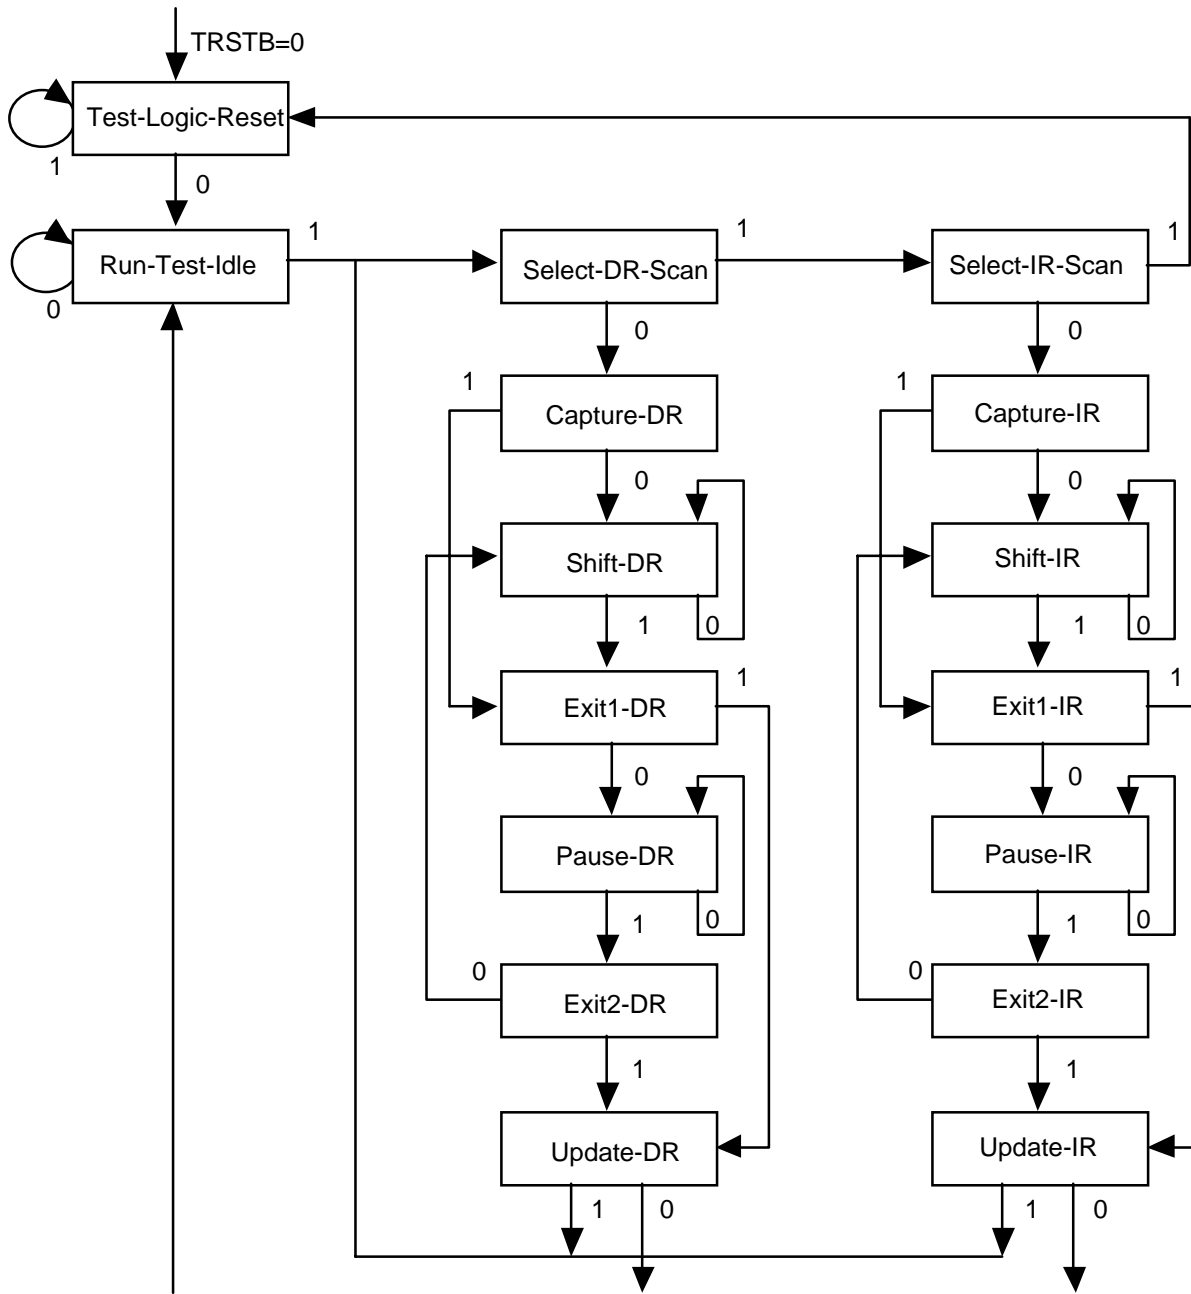 TRSTB=0
Test-Logic-Reset
1
0
Run-Test-Idle
1
0
Select-DR-Scan
1
0
Select-IR-Scan
1
0
1
Capture-DR
0
1
Capture-IR
0
Shift-DR
1
0
Shift-IR
1
0
Exit1-DR
1
0
Exit1-IR
1
0
Pause-DR
1
0
Pause-IR
1
0
0
Exit2-DR
1
0
Exit2-IR
1
Update-DR
1
0
Update-IR
1
0